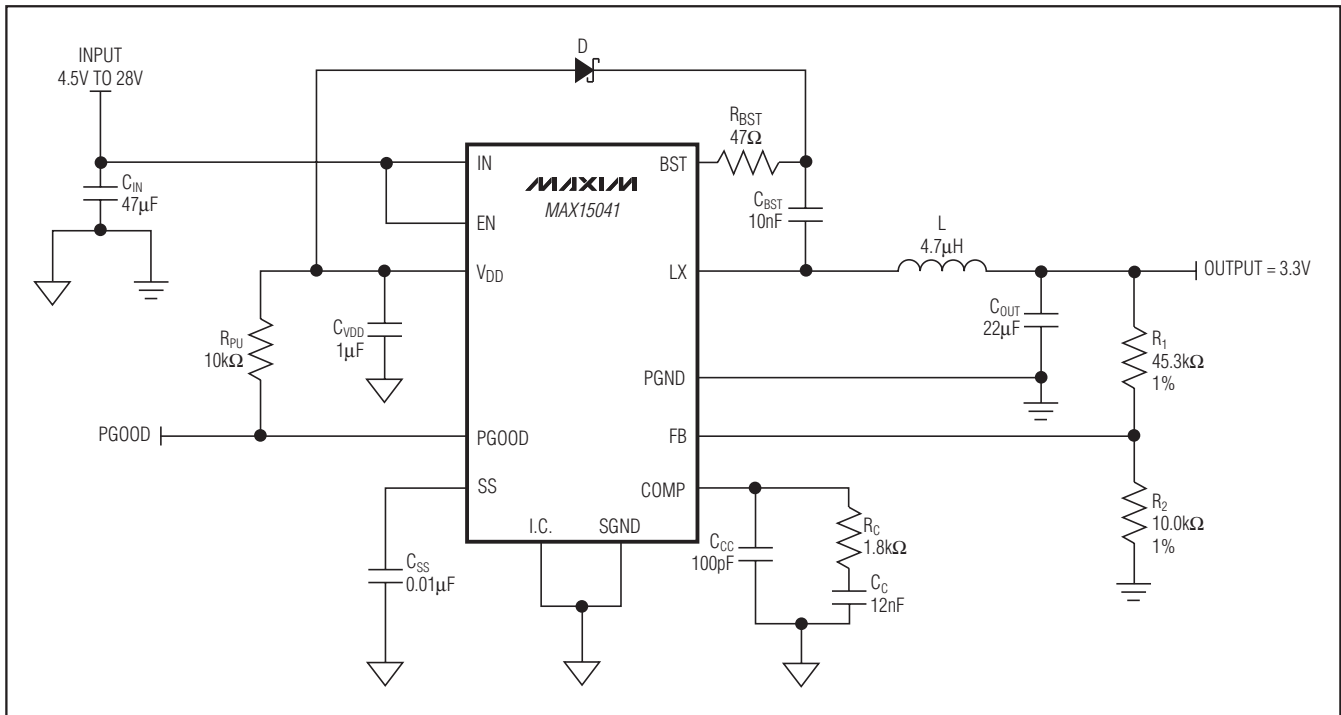 INPUT
4.5V TO 28V
D
R_BST
47Ω
IN
BST
MAXIM
MAX15041
C_IN
47µF
C_BST
10nF
EN
L
4.7µH
V_DD
LX
OUTPUT = 3.3V
R_PU
10kΩ
C_VDD
1µF
C_OUT
22µF
R_1
45.3kΩ
1%
PGND
PGOOD
PGOOD
FB
SS
COMP
I.C.
SGND
R_C
1.8kΩ
R_2
10.0kΩ
1%
C_CC
100pF
C_SS
0.01µF
C_C
12nF